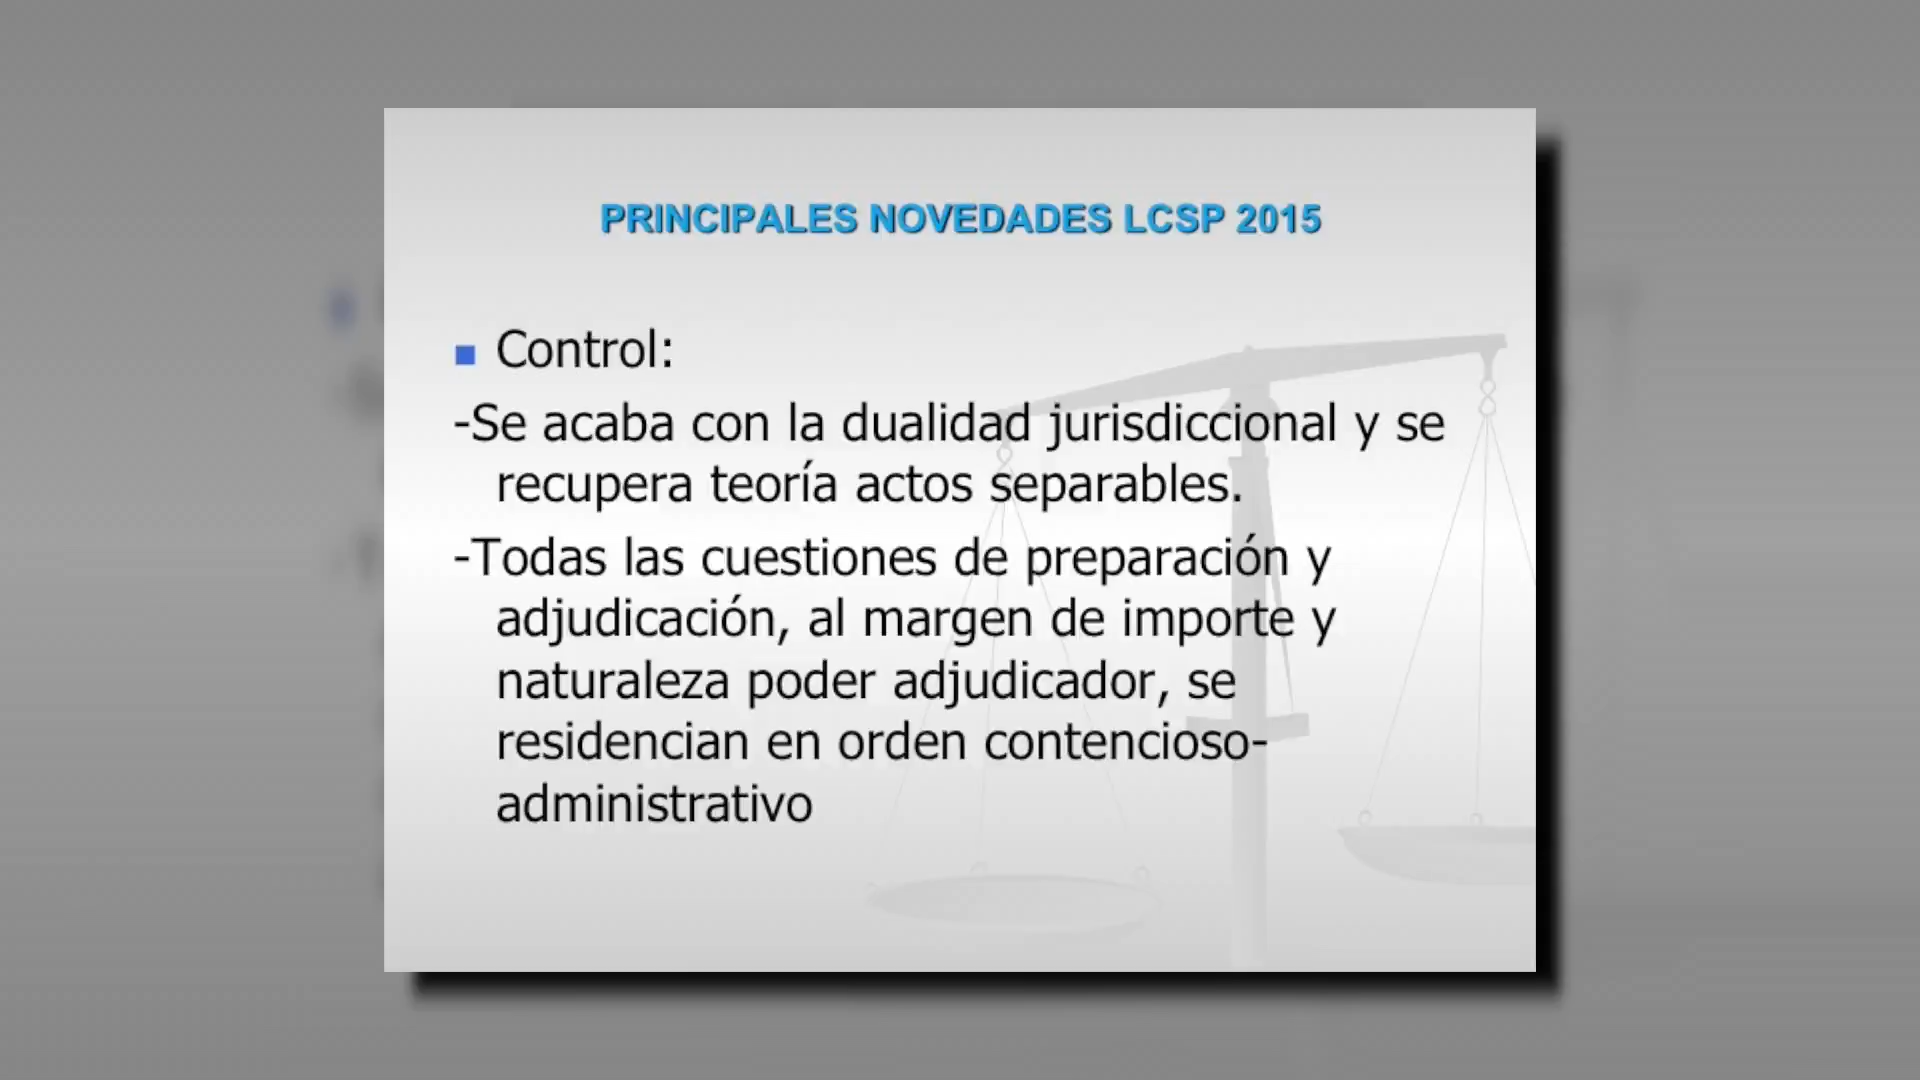 PRINCIPALES NOVEDADES LCSP 2015
Control:
-Se acaba con la dualidad jurisdiccional y se
recupera teoría actos separables.
-Todas las cuestiones de preparación y
adjudicación, al margen de importe y
naturaleza poder adjudicador, se
residencian en orden contencioso-
administrativo